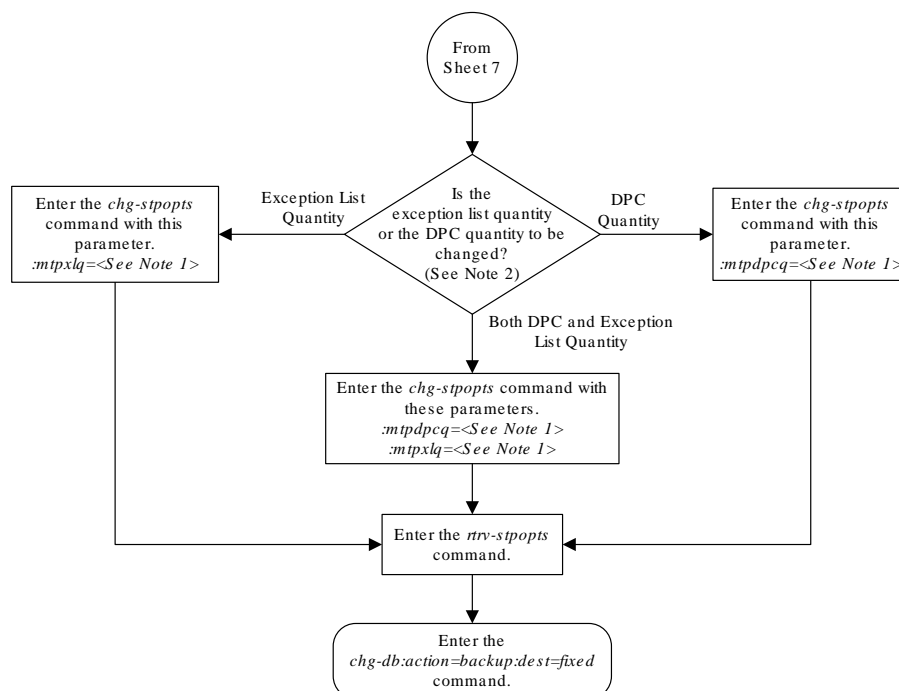 From
Sheet 7
Is the
exception list quantity
or the DPC quantity to be
changed?
(See Note 2)
Exception List
Quantity
DPC
Quantity
Enter the chg-stpopts
command with this
parameter.
:mtpxlq=<See Note 1>
Enter the chg-stpopts
command with this
parameter.
:mtpdpcq=<See Note 1>
Both DPC and Exception
List Quantity
Enter the chg-stpopts command with
these parameters.
:mtpdpcq=<See Note 1>
:mtpxlq=<See Note 1>
Enter the rtrv-stpopts
command.
Enter the
chg-db:action=backup:dest=fixed
command.